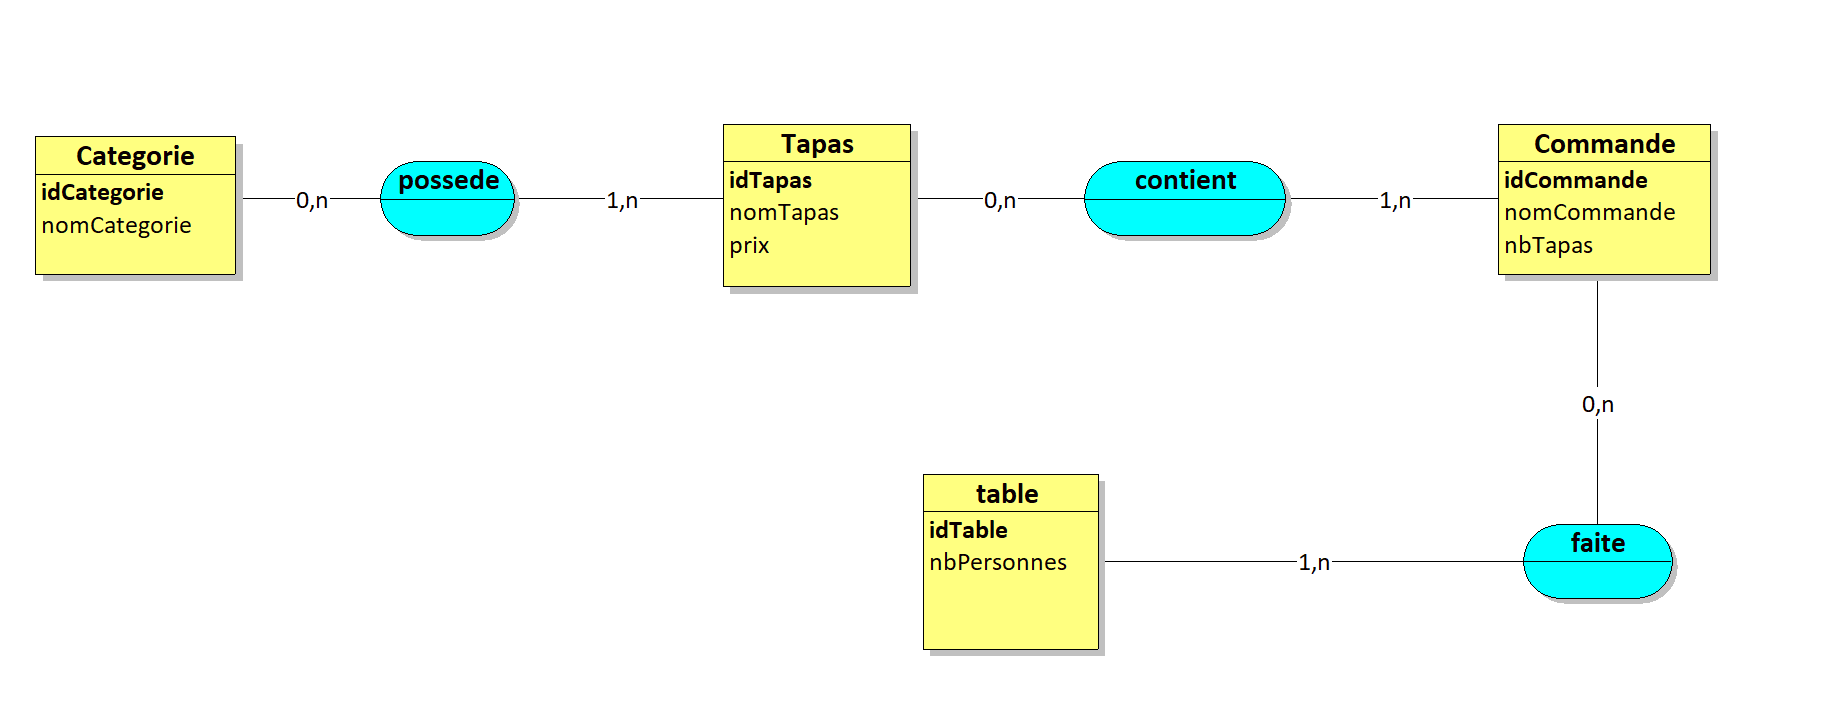 Categorie
idCategorie
nomCategorie
0,n
possede
1,n
Tapas
idTapas
nomTapas
prix
0,n
contient
1,n
Commande
idCommande
nomCommande
nbTapas
0,n
table
idTable
nbPersonnes
1,n
faite